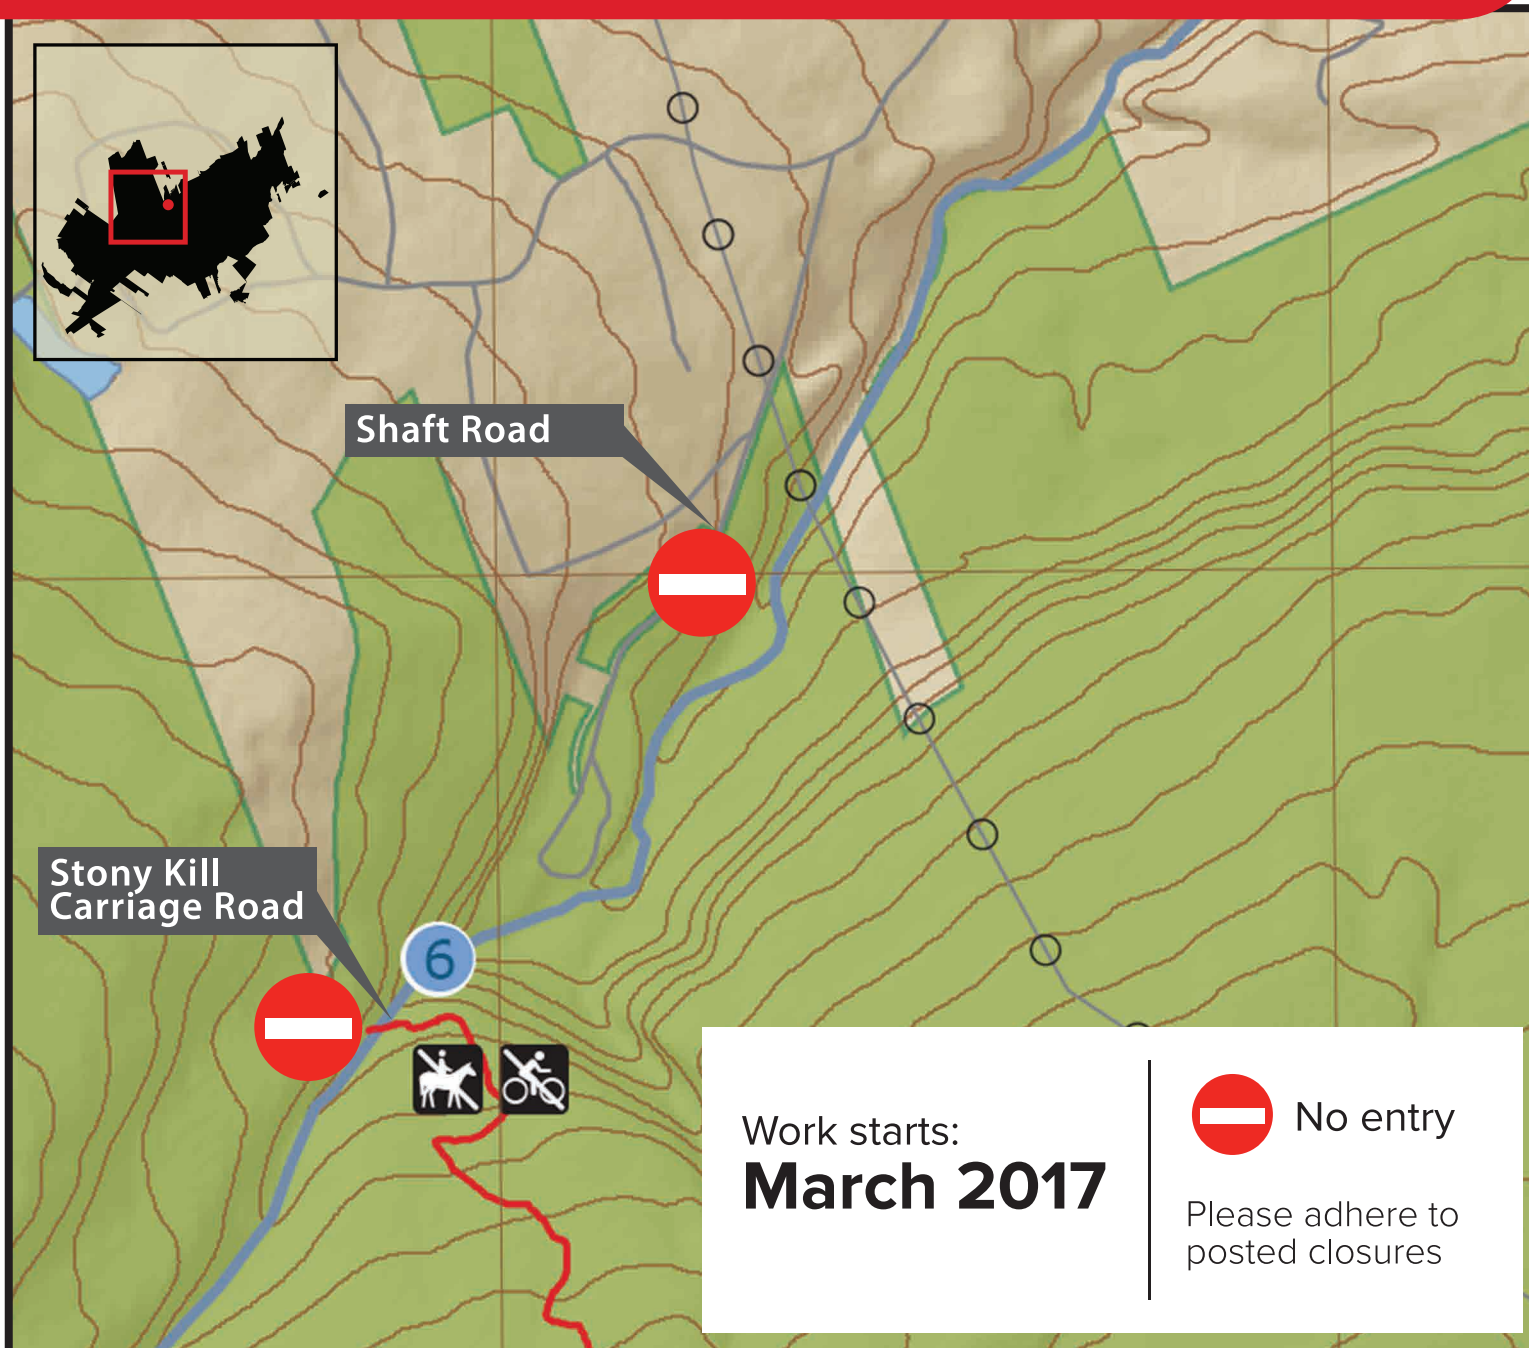 Shaft Road
Stony Kill
Carriage Road
6
Work starts:
March 2017
No entry
Please adhere to
posted closures